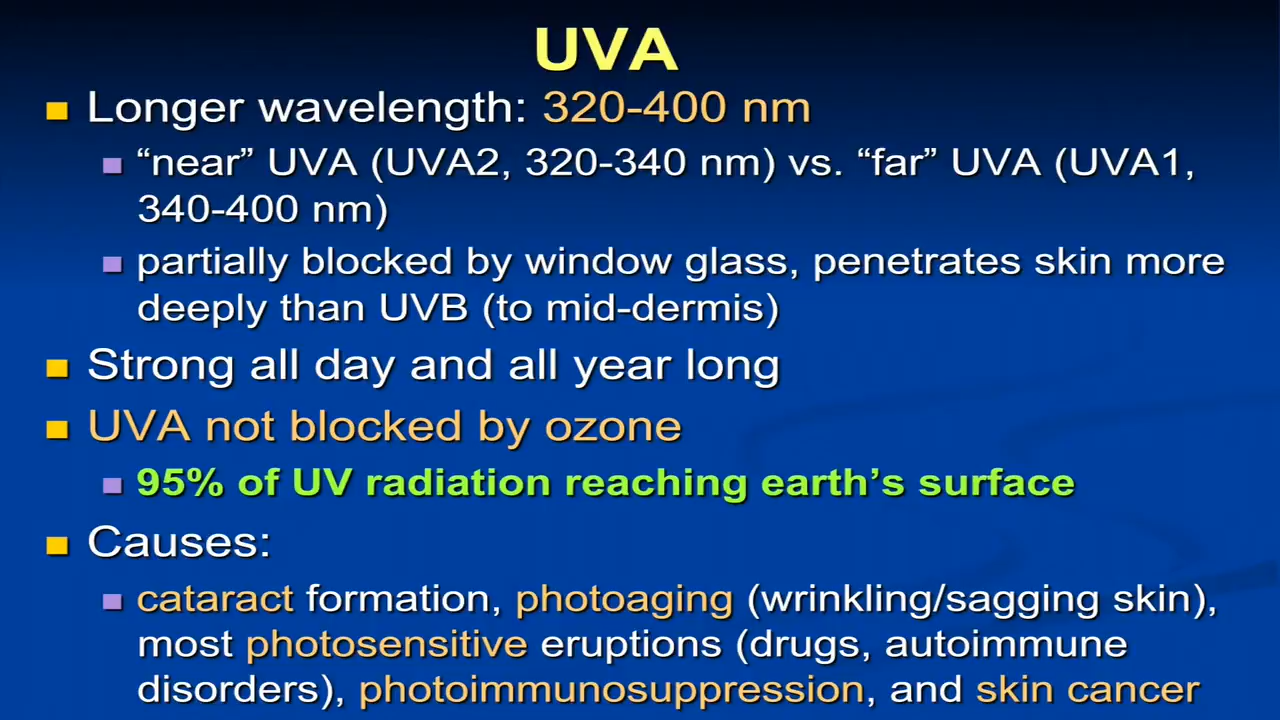 UVA
Longer wavelength: 320-400 nm
“near” UVA (UVA2, 320-340 nm) vs. “far” UVA (UVA1,
340-400 nm)
partially blocked by window glass, penetrates skin more
deeply than UVB (to mid-dermis)
Strong all day and all year long
UVA not blocked by ozone
95% of UV radiation reaching earth’s surface
Causes:
cataract formation, photoaging (wrinkling/sagging skin),
most photosensitive eruptions (drugs, autoimmune
disorders), photoimmunosuppression, and skin cancer